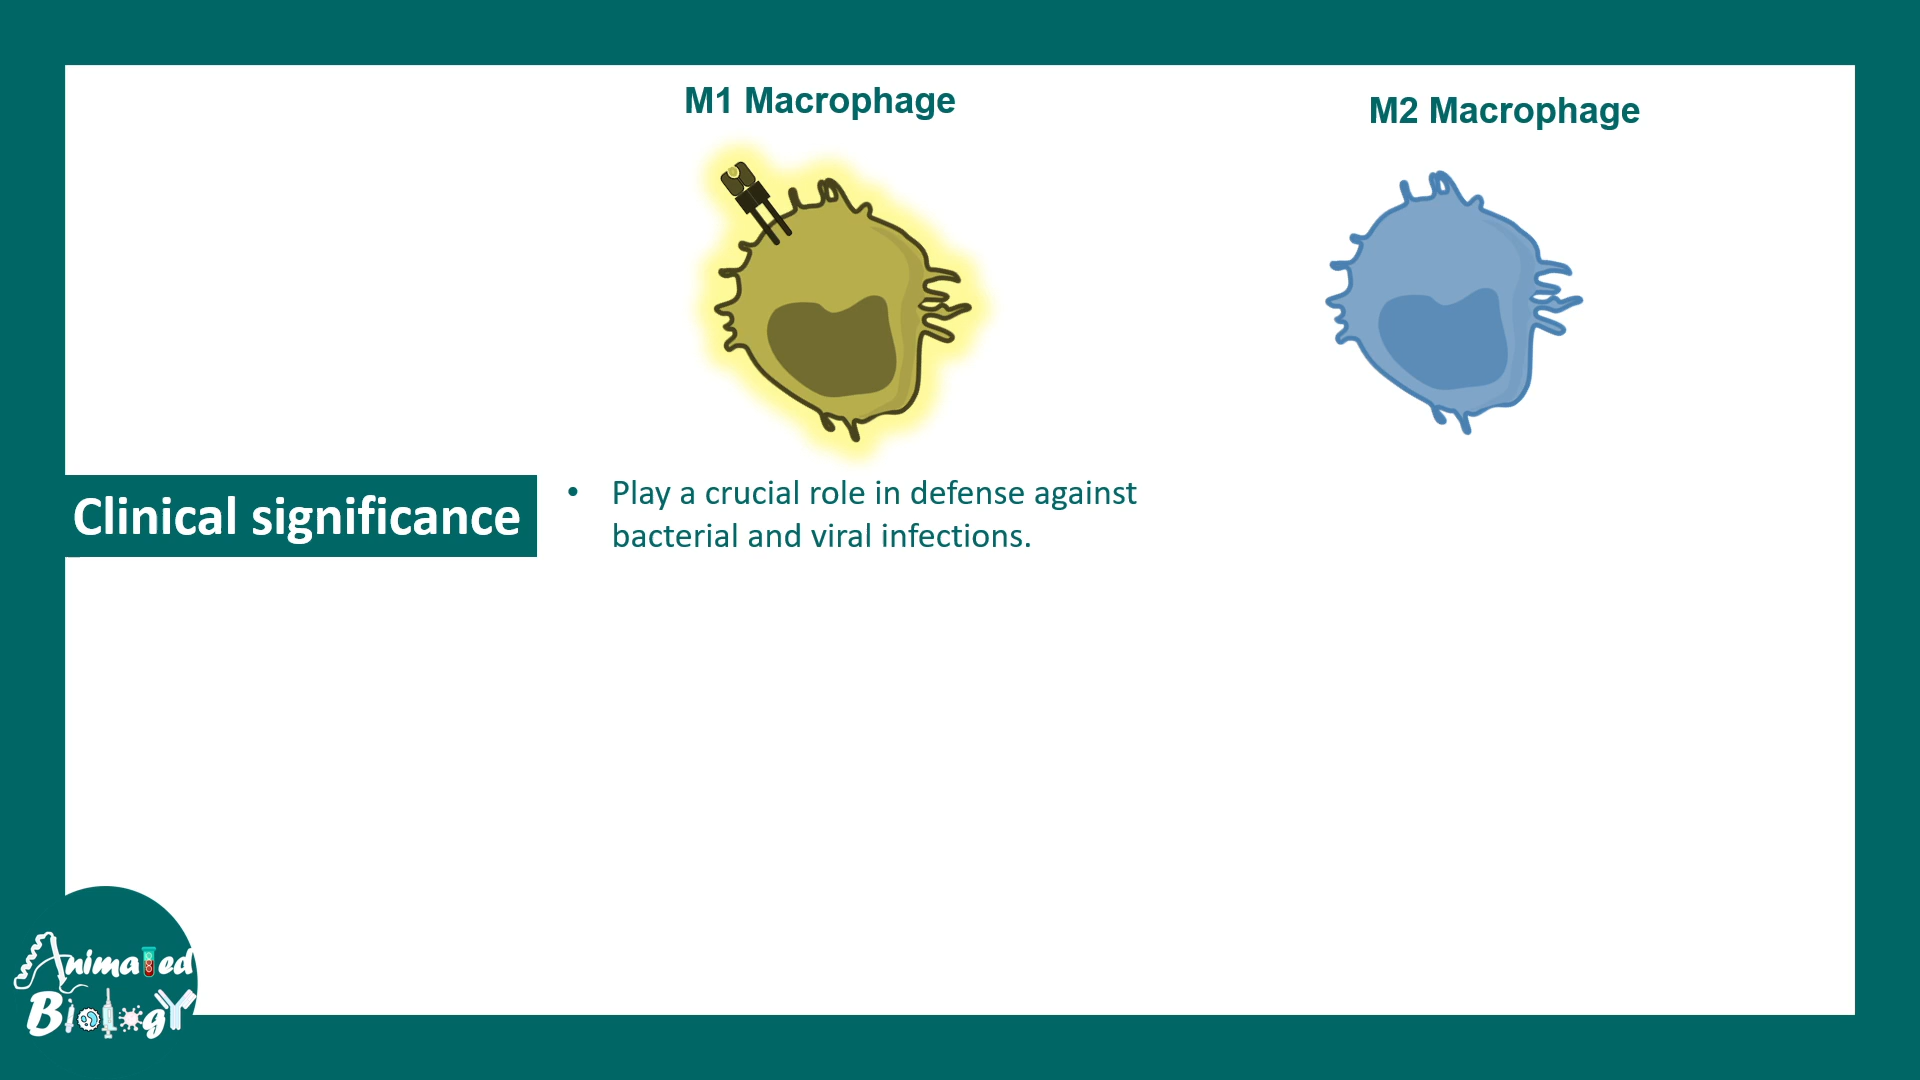 M1 Macrophage
M2 Macrophage
Clinical significance
• Play a crucial role in defense against
bacterial and viral infections.
Animated
Biology